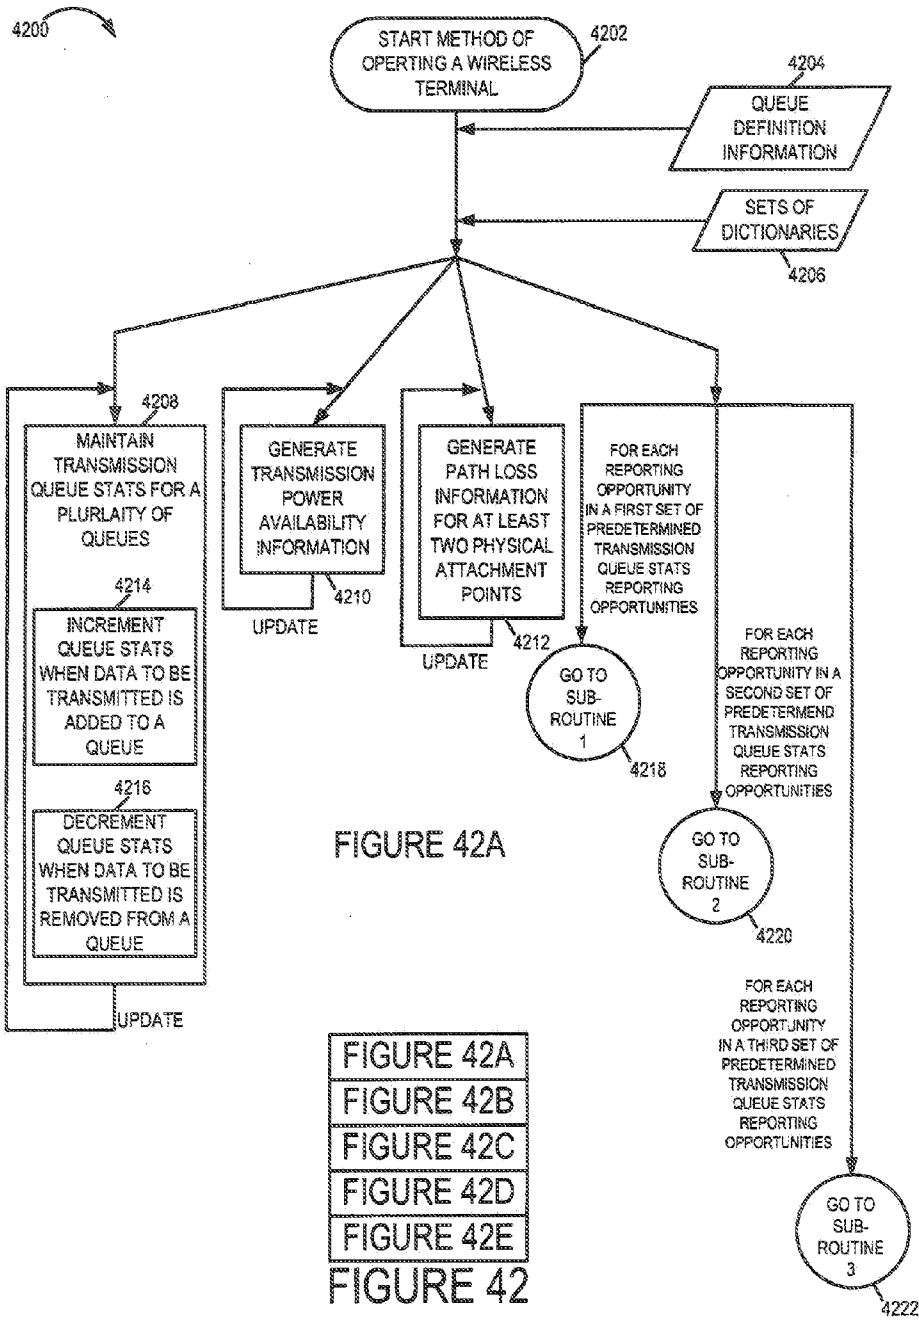 4200
START METHOD OF
OPERTING A WIRELESS
TERMINAL
4202
4204
QUEUE
DEFINITION
INFORMATION
SETS OF
DICTIONARIES
4206
4208
MAINTAIN
TRANSMISSION
QUEUE STATS FOR A
PLURLAITY OF
QUEUES
4214
INCREMENT
QUEUE STATS
WHEN DATA TO BE
TRANSMITTED IS
ADDED TO A
QUEUE
4216
DECREMENT
QUEUE STATS
WHEN DATA TO BE
TRANSMITTED IS
REMOVED FROM A
QUEUE
UPDATE
GENERATE
TRANSMISSION
POWER
AVAILABILITY
INFORMATION
4210
UPDATE
GENERATE
PATH LOSS
INFORMATION
FOR AT LEAST
TWO PHYSICAL
ATTACHMENT
POINTS
4212
UPDATE
FOR EACH
REPORTING
OPPORTUNITY
IN A FIRST SET OF
PREDETERMINED
TRANSMISSION
QUEUE STATS
REPORTING
OPPORTUNITIES
GO TO
SUB-
ROUTINE
1
4218
FOR EACH
REPORTING
OPPORTUNITY IN A
SECOND SET OF
PREDETERMEND
TRANSMISSION
QUEUE STATS
REPORTING
OPPORTUNITIES
GO TO
SUB-
ROUTINE
2
4220
FOR EACH
REPORTING
OPPORTUNITY
IN A THIRD SET OF
PREDETERMINED
TRANSMISSION
QUEUE STATS
REPORTING
OPPORTUNITIES
GO TO
SUB-
ROUTINE
3
4222
FIGURE 42A
FIGURE 42A
FIGURE 42B
FIGURE 42C
FIGURE 42D
FIGURE 42E
FIGURE 42